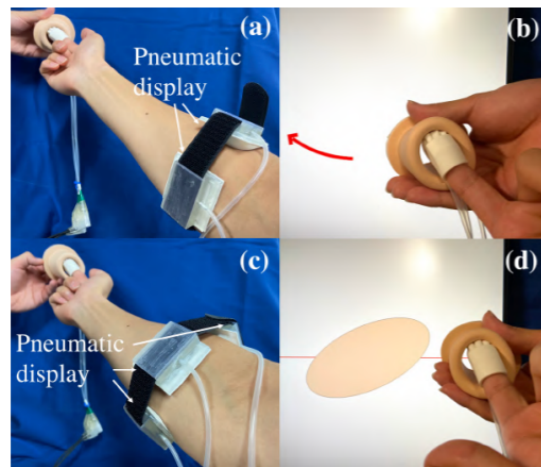 (a)
Pneumatic
display
(b)
(c)
Pneumatic
display
(d)